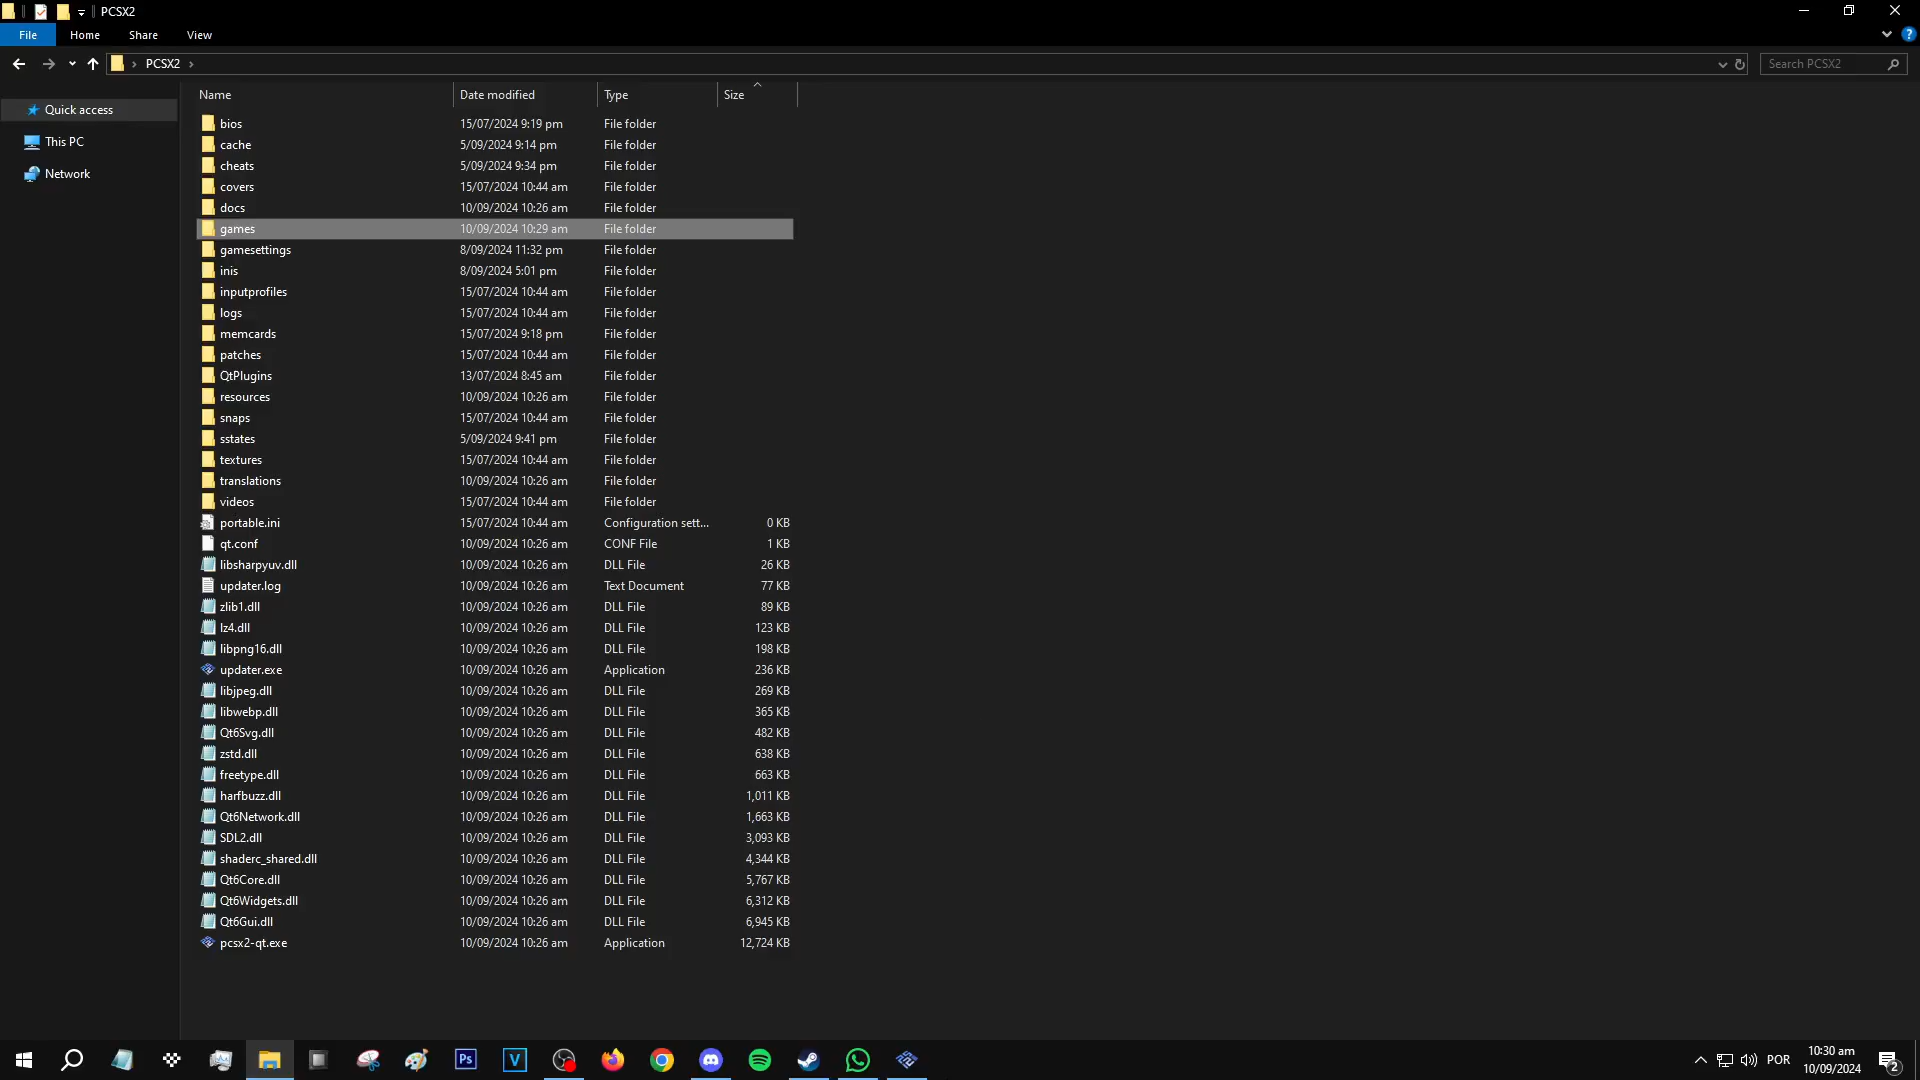 PCSX2
File Home Share View
PCSX2
Search PCSX2
Quick access
This PC
Network
Name Date modified Type Size
bios 15/07/2024 9:19 pm File folder
cache 5/09/2024 9:14 pm File folder
cheats 5/09/2024 9:34 pm File folder
covers 15/07/2024 10:44 am File folder
docs 10/09/2024 10:26 am File folder
games 10/09/2024 10:29 am File folder
gamesettings 8/09/2024 11:32 pm File folder
inis 8/09/2024 5:01 pm File folder
inputprofiles 15/07/2024 10:44 am File folder
logs 15/07/2024 10:44 am File folder
memcards 15/07/2024 9:18 pm File folder
patches 15/07/2024 10:44 am File folder
QtPlugins 13/07/2024 8:45 am File folder
resources 10/09/2024 10:26 am File folder
snaps 15/07/2024 10:44 am File folder
sstates 5/09/2024 9:41 pm File folder
textures 15/07/2024 10:44 am File folder
translations 10/09/2024 10:26 am File folder
videos 15/07/2024 10:44 am File folder
portable.ini 15/07/2024 10:44 am Configuration sett... 0 KB
qt.conf 10/09/2024 10:26 am CONF File 1 KB
libsharpyuv.dll 10/09/2024 10:26 am DLL File 26 KB
updater.log 10/09/2024 10:26 am Text Document 77 KB
zlib1.dll 10/09/2024 10:26 am DLL File 89 KB
lz4.dll 10/09/2024 10:26 am DLL File 123 KB
libpng16.dll 10/09/2024 10:26 am DLL File 198 KB
updater.exe 10/09/2024 10:26 am Application 236 KB
libjpeg.dll 10/09/2024 10:26 am DLL File 269 KB
libwebp.dll 10/09/2024 10:26 am DLL File 365 KB
Qt6Svg.dll 10/09/2024 10:26 am DLL File 482 KB
zstd.dll 10/09/2024 10:26 am DLL File 638 KB
freetype.dll 10/09/2024 10:26 am DLL File 663 KB
harfbuzz.dll 10/09/2024 10:26 am DLL File 1,011 KB
Qt6Network.dll 10/09/2024 10:26 am DLL File 1,663 KB
SDL2.dll 10/09/2024 10:26 am DLL File 3,093 KB
shaderc_shared.dll 10/09/2024 10:26 am DLL File 4,344 KB
Qt6Core.dll 10/09/2024 10:26 am DLL File 5,767 KB
Qt6Widgets.dll 10/09/2024 10:26 am DLL File 6,312 KB
Qt6Gui.dll 10/09/2024 10:26 am DLL File 6,945 KB
pcsx2-qt.exe 10/09/2024 10:26 am Application 12,724 KB
Ps
V
POR
10:30 am
10/09/2024
2